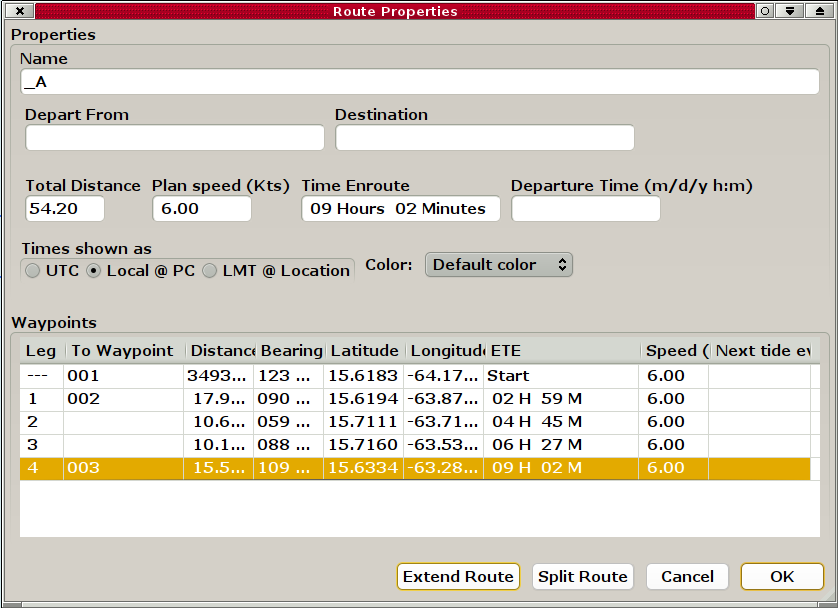 Route Properties
Properties
Name
_A
Depart From Destination
Total Distance Plan speed (Kts) Time Enroute Departure Time (m/d/y h:m)
54.20 6.00 09 Hours 02 Minutes
Times shown as
UTC Local @ PC LMT @ Location Color: Default color
Waypoints
Leg To Waypoint Distance Bearing Latitude Longitud ETE Speed ( Next tide ev
--- 001 3493... 123 ... 15.6183 -64.17... Start 6.00
1 002 17.9... 090 ... 15.6194 -63.87... 02 H 59 M 6.00
2 10.6... 059 ... 15.7111 -63.71... 04 H 45 M 6.00
3 10.1... 088 ... 15.7160 -63.53... 06 H 27 M 6.00
4 003 15.5... 109 ... 15.6334 -63.28... 09 H 02 M 6.00
Extend Route Split Route Cancel OK